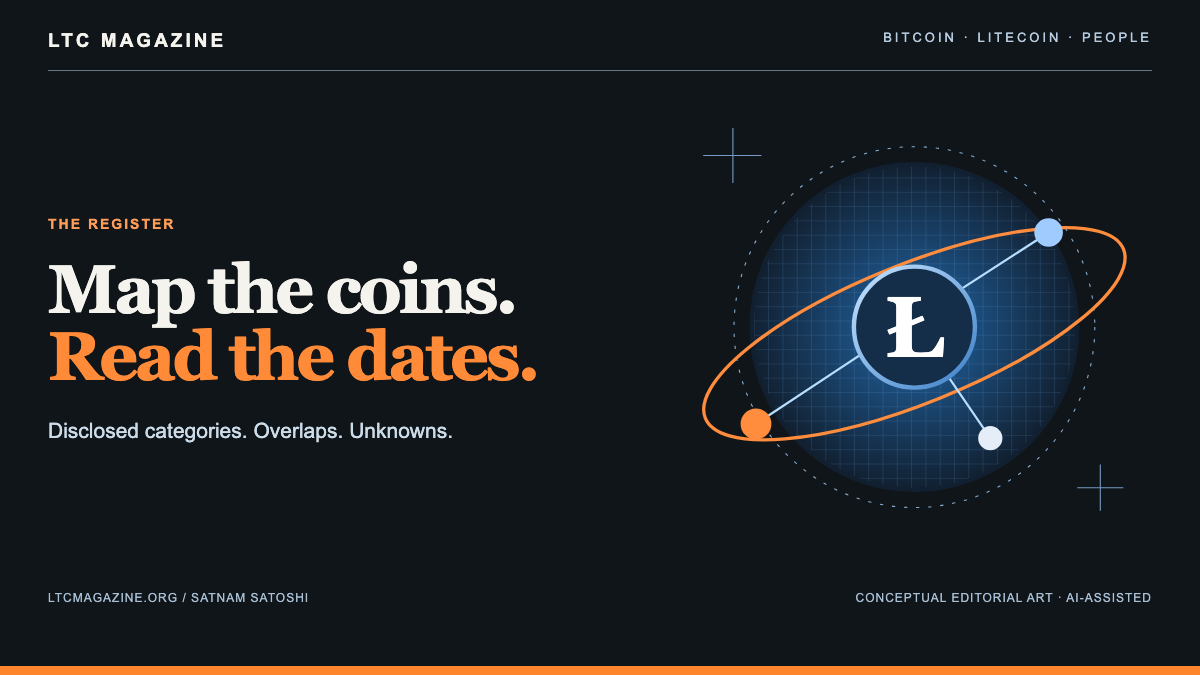 LTC MAGAZINE
BITCOIN · LITECOIN · PEOPLE
THE REGISTER
Map the coins.
Read the dates.
Disclosed categories. Overlaps. Unknowns.
Ł
LTCMAGAZINE.ORG / SATNAM SATOSHI
CONCEPTUAL EDITORIAL ART · AI-ASSISTED